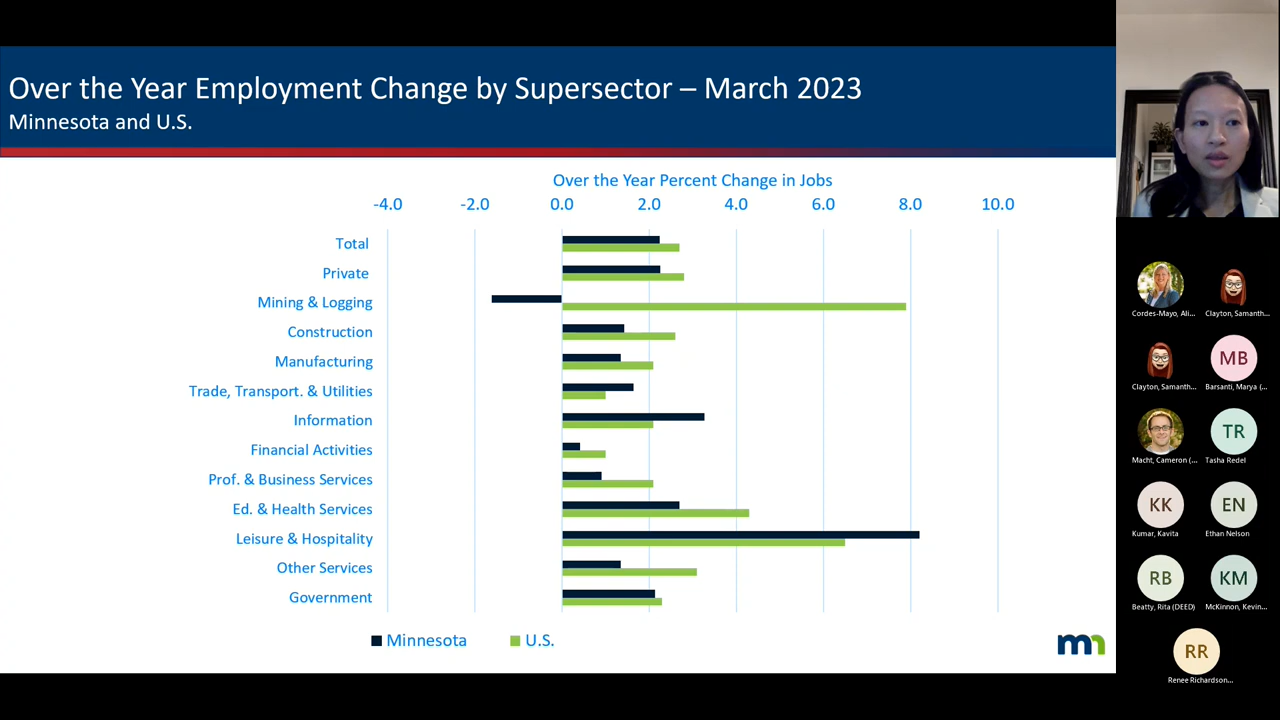 Over the Year Employment Change by Supersector – March 2023
Minnesota and U.S.
Over the Year Percent Change in Jobs
-4.0 -2.0 0.0 2.0 4.0 6.0 8.0 10.0
Total
Private
Mining & Logging
Construction
Manufacturing
Trade, Transport. & Utilities
Information
Financial Activities
Prof. & Business Services
Ed. & Health Services
Leisure & Hospitality
Other Services
Government
Minnesota U.S.
mn
Cordes-Mayo, Ali... Clayton, Samanth...
MB
Clayton, Samanth... Barsanti, Marya (...
TR
Macht, Cameron (... Tasha Redel
KK EN
Kumar, Kavita Ethan Nelson
RB KM
Beatty, Rita (DEED) McKinnon, Kevin...
RR
Renee Richardson...